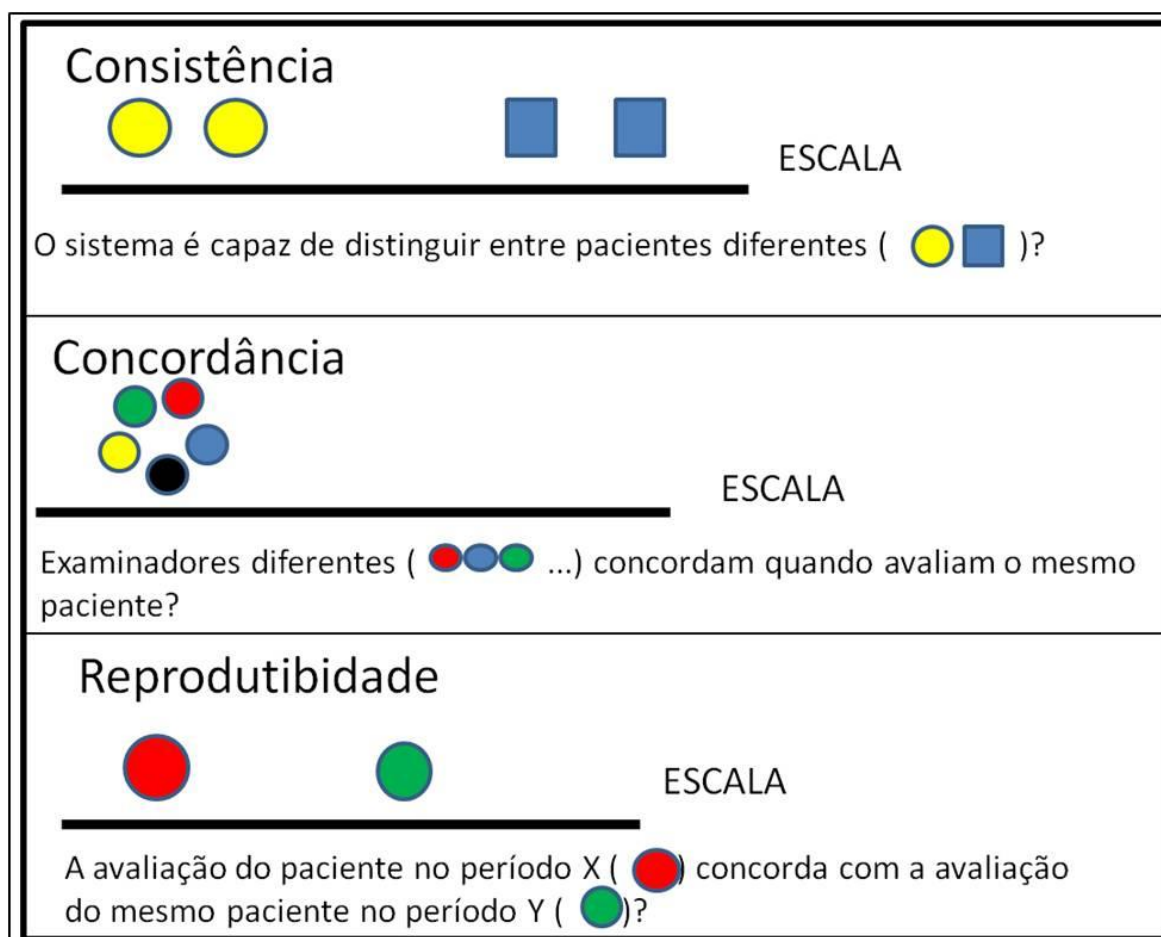 Consistência
ESCALA
O sistema é capaz de distinguir entre pacientes diferentes ( )?
Concordância
ESCALA
Examinadores diferentes ( ...) concordam quando avaliam o mesmo
paciente?
Reprodutibidade
ESCALA
A avaliação do paciente no período X ( ) concorda com a avaliação
do mesmo paciente no período Y ( )?